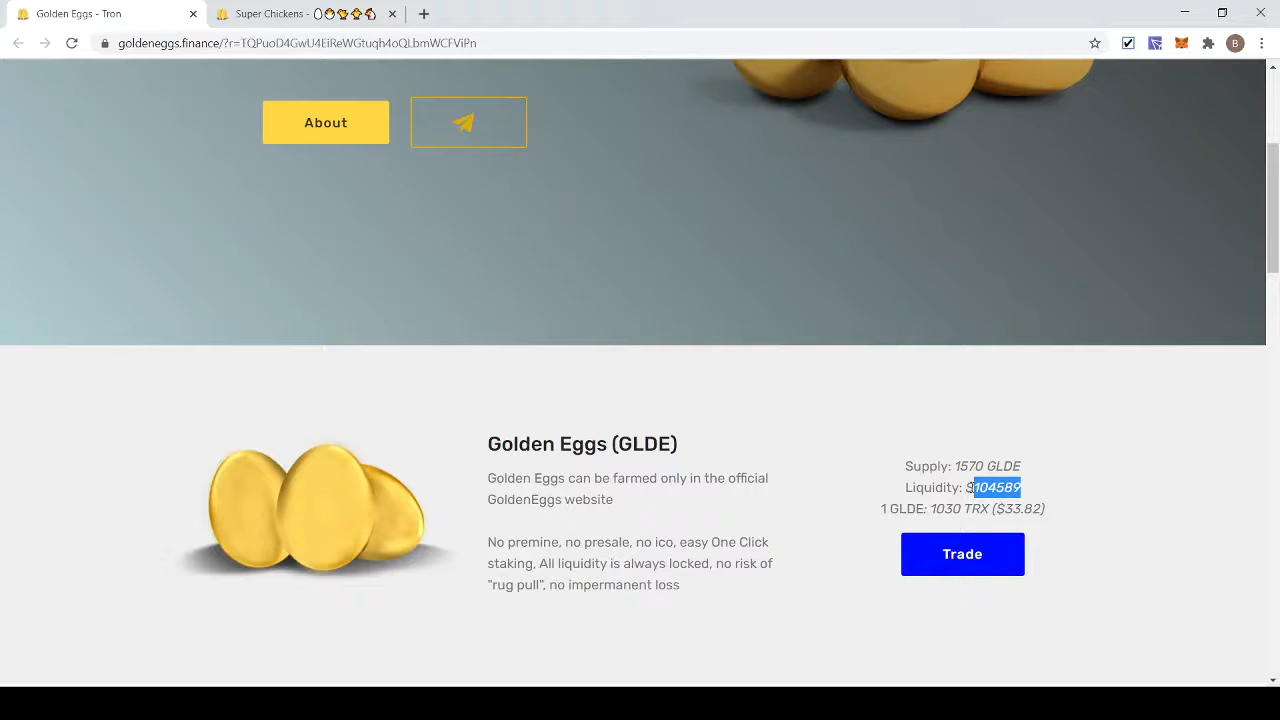 Golden Eggs - Tron
Super Chickens - 🥚🐣🐥🐤🐔
goldeneggs.finance/?r=TQPuoD4GwU4EiReWGtuqh4oQLbmWCFViPn
B
About
Golden Eggs (GLDE)
Golden Eggs can be farmed only in the official
GoldenEggs website
No premine, no presale, no ico, easy One Click
staking, All liquidity is always locked, no risk of
"rug pull", no impermanent loss
Supply: 1570 GLDE
Liquidity: $104589
1 GLDE: 1030 TRX ($33.82)
Trade